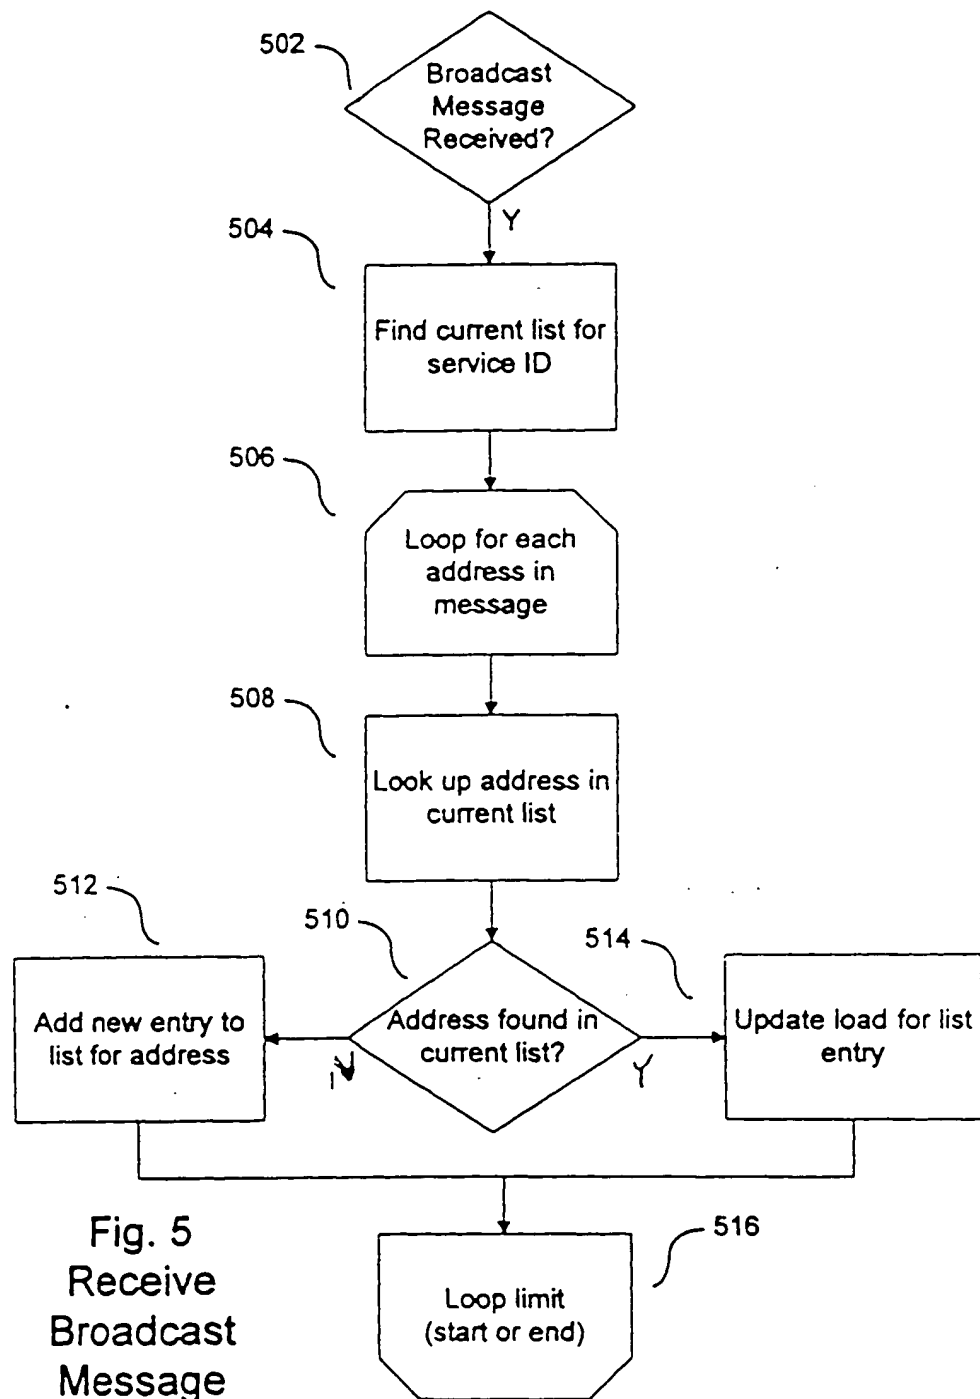 502
Broadcast
Message
Received?
Y
504
Find current list for
service ID
506
Loop for each
address in
message
508
Look up address in
current list
512
510
514
Add new entry to
list for address
Address found in
current list?
Update load for list
entry
N
Y
516
Loop limit
(start or end)
Fig. 5
Receive
Broadcast
Message